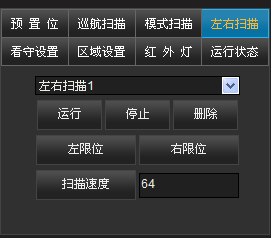 预 置 位 巡航扫描 模式扫描 左右扫描
看守设置 区域设置 红 外 灯 运行状态
左右扫描1
运行 停止 删除
左限位 右限位
扫描速度 64